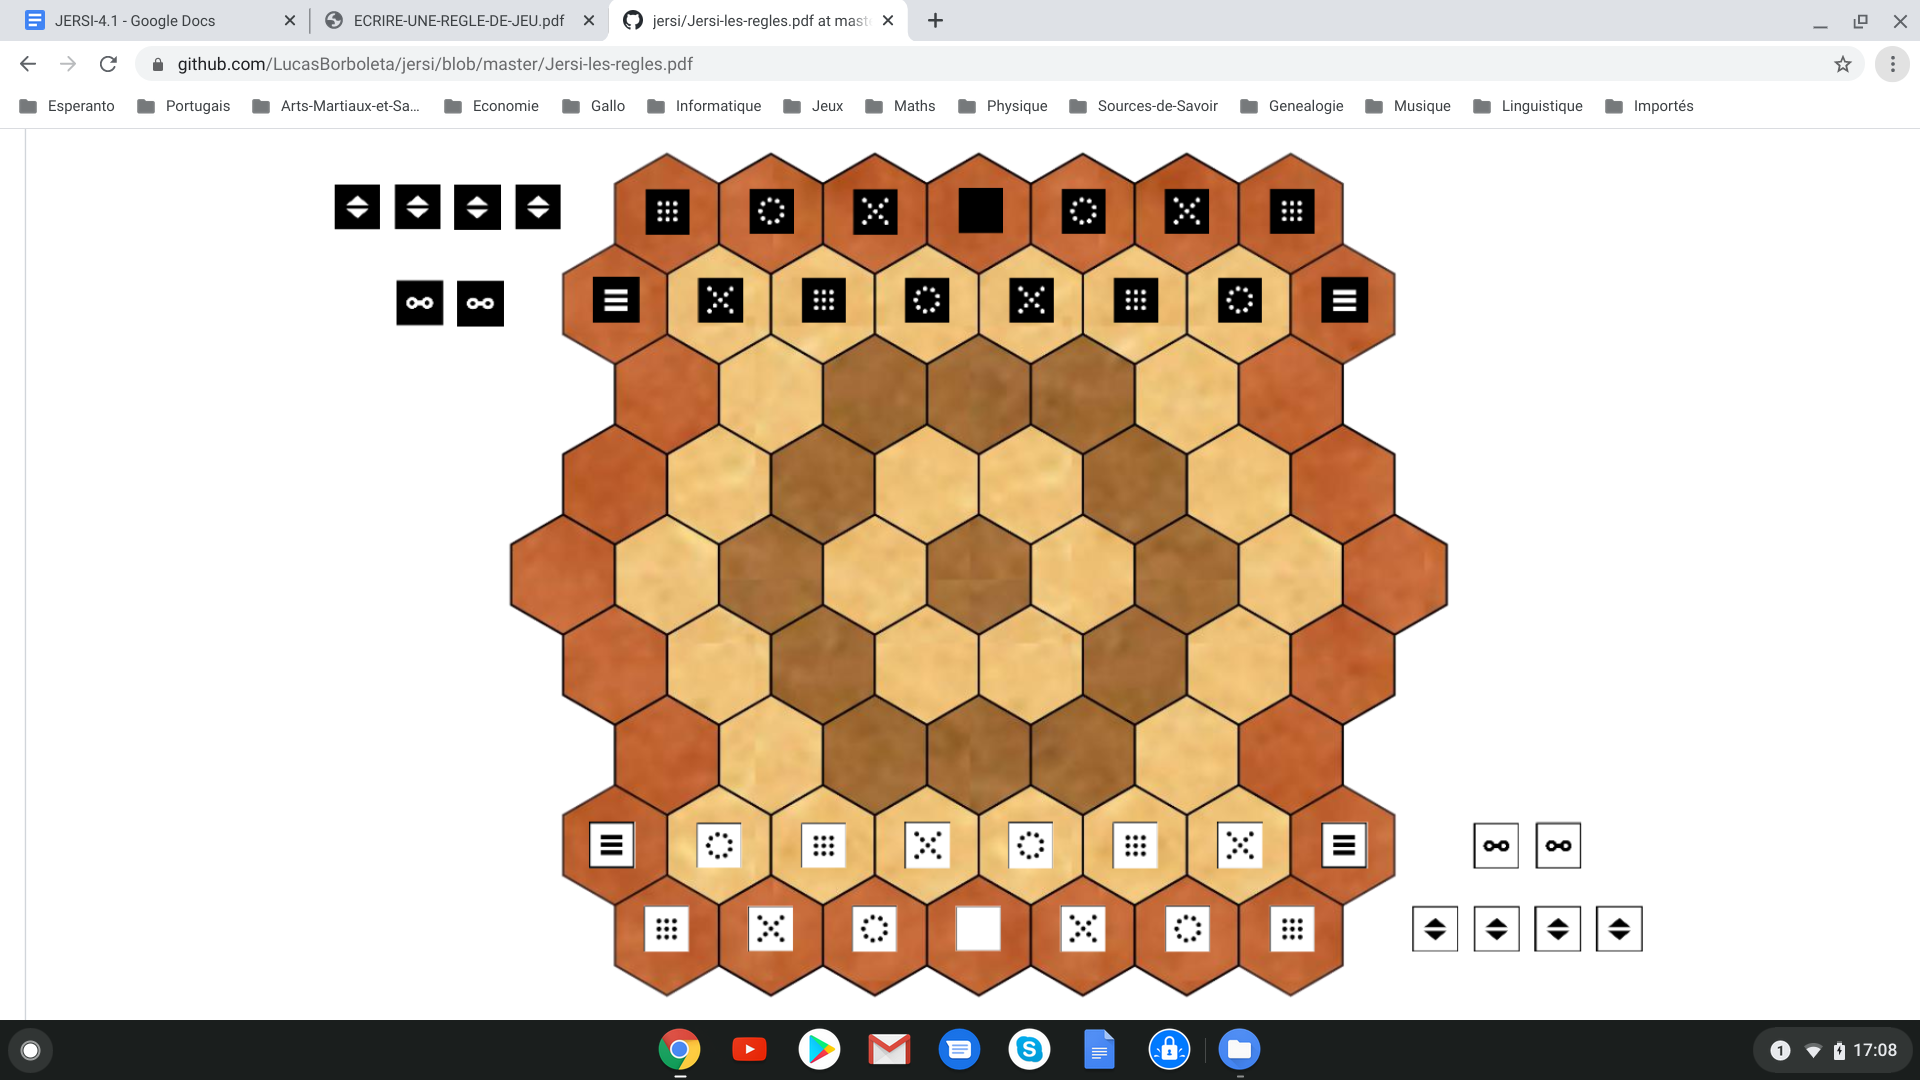 JERSI-4.1 - Google Docs
ECRIRE-UNE-REGLE-DE-JEU.pdf
jersi/Jersi-les-regles.pdf at mast
github.com/LucasBorboleta/jersi/blob/master/Jersi-les-regles.pdf
Esperanto
Portugais
Arts-Martiaux-et-Sa...
Economie
Gallo
Informatique
Jeux
Maths
Physique
Sources-de-Savoir
Genealogie
Musique
Linguistique
Importés
1
17:08